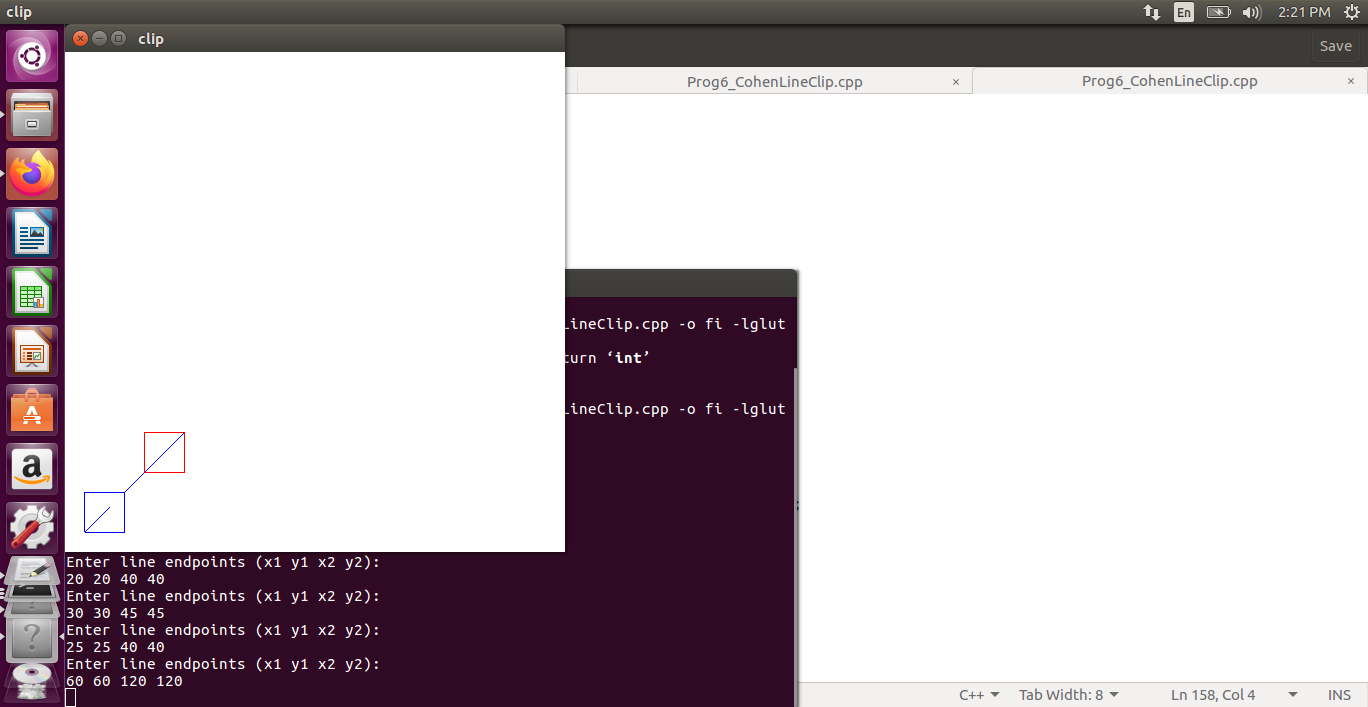 clip
En
2:21 PM
clip
Save
Prog6_CohenLineClip.cpp ×
Prog6_CohenLineClip.cpp ×
LineClip.cpp -o fi -lglut
turn ‘int’
LineClip.cpp -o fi -lglut
;
Enter line endpoints (x1 y1 x2 y2):
20 20 40 40
Enter line endpoints (x1 y1 x2 y2):
30 30 45 45
Enter line endpoints (x1 y1 x2 y2):
25 25 40 40
Enter line endpoints (x1 y1 x2 y2):
60 60 120 120
C++
Tab Width: 8
Ln 158, Col 4
INS